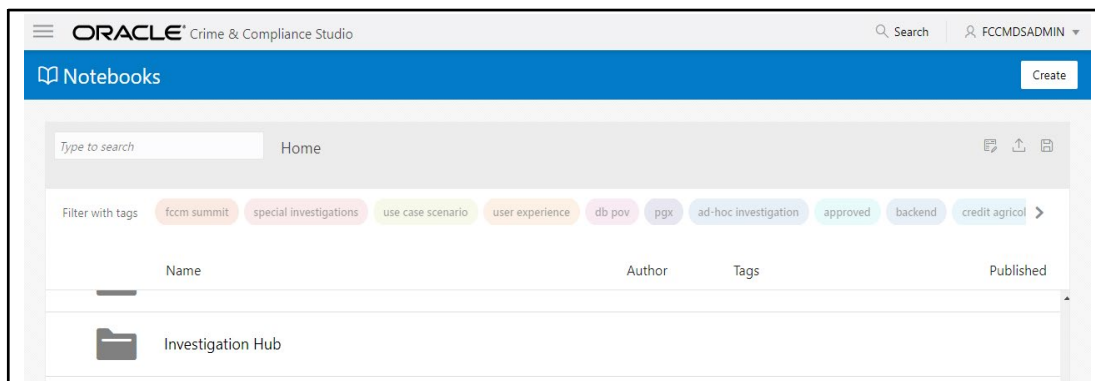 ORACLE® Crime & Compliance Studio Search FCCMDSADMIN
Notebooks Create
Type to search Home
Filter with tags fccm summit special investigations use case scenario user experience db pov pgx ad-hoc investigation approved backend credit agricol
Name Author Tags Published
Investigation Hub